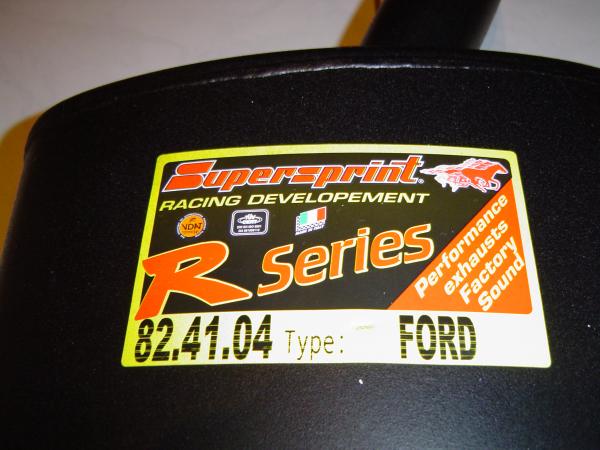 Supersprint®
RACING DEVELOPEMENT
R Series
Performance
exhausts
Factory
Sound
82.41.04 Type: FORD